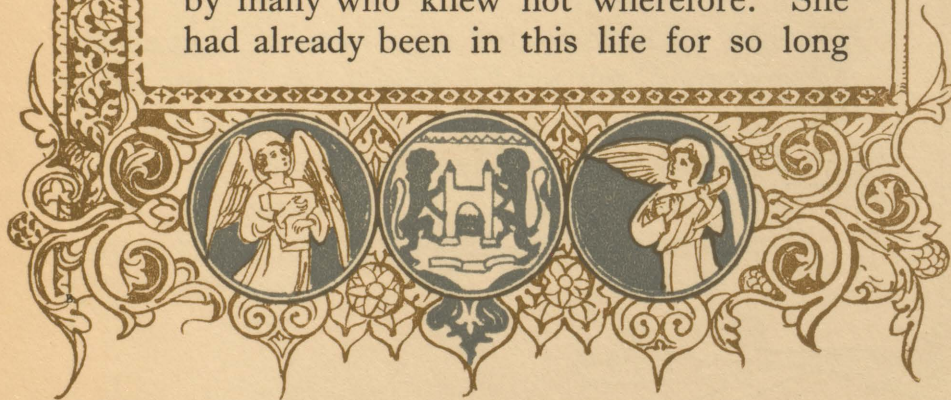 by many who knew not wherefore. She
had already been in this life for so long